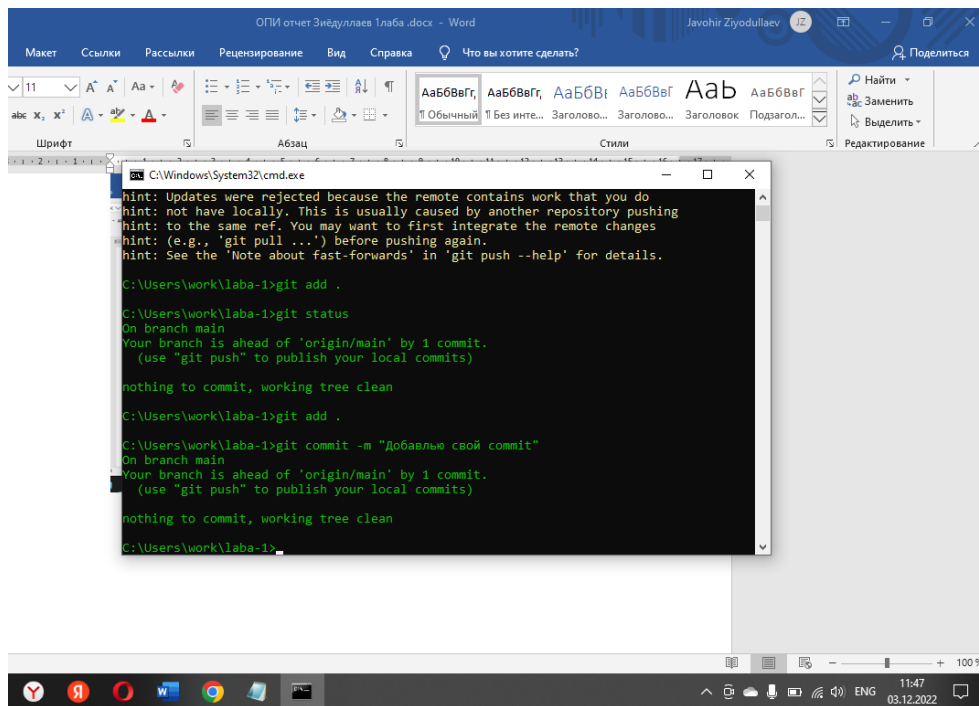 ОПИ отчет Зиёдуллаев 1лаба .docx - Word
Javohir Ziyodullaev JZ
Макет Ссылки Рассылки Рецензирование Вид Справка Что вы хотите сделать? Поделиться
11 Aa
АаБбВвГг, АаБбВвГг, АаБбВı АаБбВвГ АаЬ АаБбВвГ
¶ Обычный ¶ Без инте... Заголово... Заголово... Заголовок Подзагол...
Найти
Заменить
Выделить
Шрифт Абзац Стили Редактирование
C:\Windows\System32\cmd.exe
hint: Updates were rejected because the remote contains work that you do
hint: not have locally. This is usually caused by another repository pushing
hint: to the same ref. You may want to first integrate the remote changes
hint: (e.g., 'git pull ...') before pushing again.
hint: See the 'Note about fast-forwards' in 'git push --help' for details.
C:\Users\work\laba-1>git add .
C:\Users\work\laba-1>git status
On branch main
Your branch is ahead of 'origin/main' by 1 commit.
(use "git push" to publish your local commits)
nothing to commit, working tree clean
C:\Users\work\laba-1>git add .
C:\Users\work\laba-1>git commit -m "Добавлью свой commit"
On branch main
Your branch is ahead of 'origin/main' by 1 commit.
(use "git push" to publish your local commits)
nothing to commit, working tree clean
C:\Users\work\laba-1>
100
ENG
11:47
03.12.2022